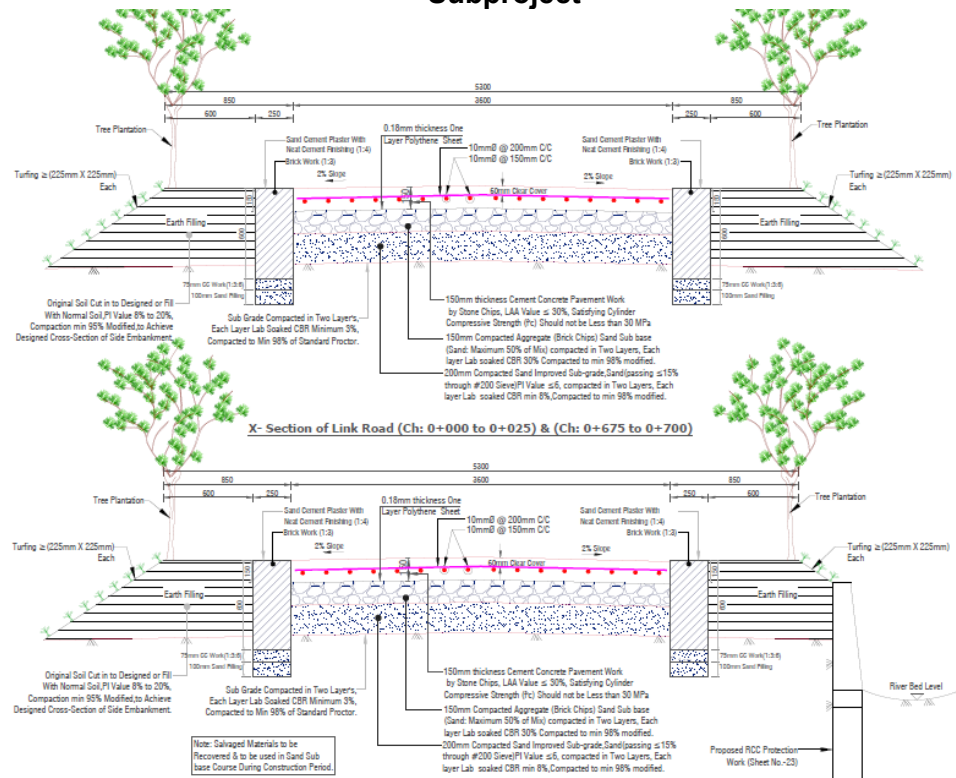 Subproject
5300
850
3600
850
600
250
250
600
Tree Plantation
Sand Cement Plaster With
Neat Cement Finishing (1:4)
Brick Work (1:3)
0.18mm thickness One
Layer Polythene Sheet
10mmØ @ 200mm C/C
10mmØ @ 150mm C/C
Sand Cement Plaster With
Neat Cement Finishing (1:4)
Brick Work (1:3)
Tree Plantation
2% Slope
2% Slope
Turfing ≥ (225mm X 225mm)
Each
60mm Clear Cover
Turfing ≥ (225mm X 225mm)
Each
150
150
Earth Filling
Earth Filling
600
600
75mm CC Work(1:3:6)
100mm Sand Filling
75mm CC Work(1:3:6)
100mm Sand Filling
Original Soil Cut in to Designed or Fill
With Normal Soil,PI Value 8% to 20%,
Compaction min 95% Modified,to Achieve
Designed Cross-Section of Side Embankment.
Sub Grade Compacted in Two Layer's,
Each Layer Lab Soaked CBR Minimum 3%,
Compacted to Min 98% of Standard Proctor.
150mm thickness Cement Concrete Pavement Work
by Stone Chips, LAA Value ≤ 30%, Satisfying Cylinder
Compressive Strength (f'c) Should not be Less than 30 MPa
150mm Compacted Aggregate (Brick Chips) Sand Sub base
(Sand: Maximum 50% of Mix) compacted in Two Layers, Each
layer Lab soaked CBR 30% Compacted to min 98% modified.
200mm Compacted Sand Improved Sub-grade,Sand(passing ≤15%
through #200 Sieve)PI Value ≤6, compacted in Two Layers, Each
layer Lab soaked CBR min 8%,Compacted to min 98% modified.
X- Section of Link Road (Ch: 0+000 to 0+025) & (Ch: 0+675 to 0+700)
5300
850
3600
850
600
250
250
600
Tree Plantation
Sand Cement Plaster With
Neat Cement Finishing (1:4)
Brick Work (1:3)
0.18mm thickness One
Layer Polythene Sheet
10mmØ @ 200mm C/C
10mmØ @ 150mm C/C
Sand Cement Plaster With
Neat Cement Finishing (1:4)
Brick Work (1:3)
Tree Plantation
2% Slope
2% Slope
Turfing ≥ (225mm X 225mm)
Each
60mm Clear Cover
Turfing ≥ (225mm X 225mm)
Each
150
150
Earth Filling
Earth Filling
600
600
75mm CC Work(1:3:6)
100mm Sand Filling
75mm CC Work(1:3:6)
100mm Sand Filling
Original Soil Cut in to Designed or Fill
With Normal Soil,PI Value 8% to 20%,
Compaction min 95% Modified,to Achieve
Designed Cross-Section of Side Embankment.
Sub Grade Compacted in Two Layer's,
Each Layer Lab Soaked CBR Minimum 3%,
Compacted to Min 98% of Standard Proctor.
150mm thickness Cement Concrete Pavement Work
by Stone Chips, LAA Value ≤ 30%, Satisfying Cylinder
Compressive Strength (f'c) Should not be Less than 30 MPa
150mm Compacted Aggregate (Brick Chips) Sand Sub base
(Sand: Maximum 50% of Mix) compacted in Two Layers, Each
layer Lab soaked CBR 30% Compacted to min 98% modified.
200mm Compacted Sand Improved Sub-grade,Sand(passing ≤15%
through #200 Sieve)PI Value ≤6, compacted in Two Layers, Each
layer Lab soaked CBR min 8%,Compacted to min 98% modified.
River Bed Level
Proposed RCC Protection
Work (Sheet No.-23)
Note: Salvaged Materials to be
Recovered & to be used in Sand Sub
base Course During Construction Period.